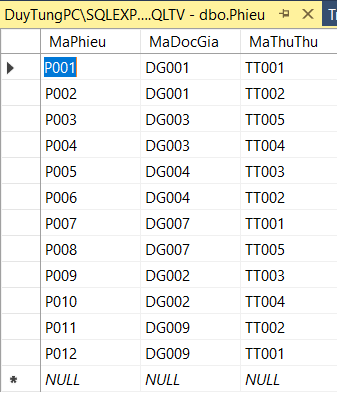 DuyTungPC\SQLEXP....QLTV - dbo.Phieu
MaPhieu MaDocGia MaThuThu
P001 DG001 TT001
P002 DG001 TT002
P003 DG003 TT005
P004 DG003 TT004
P005 DG004 TT003
P006 DG004 TT002
P007 DG007 TT001
P008 DG007 TT005
P009 DG002 TT003
P010 DG002 TT004
P011 DG009 TT002
P012 DG009 TT001
NULL NULL NULL